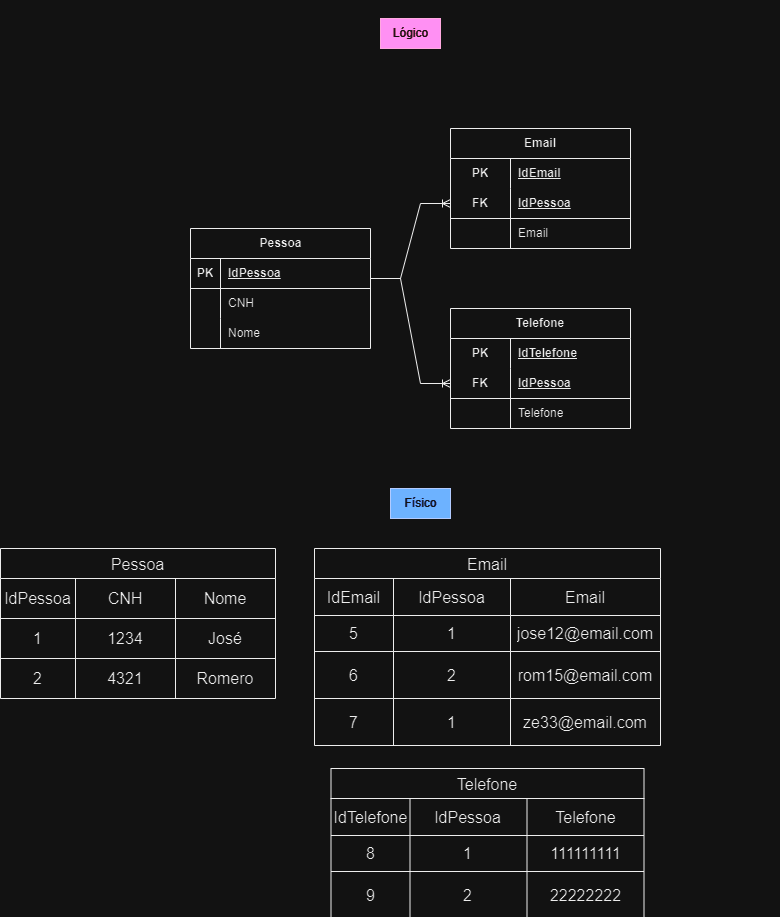 Lógico
Email
PK IdEmail
FK IdPessoa
Email
Pessoa
PK IdPessoa
CNH
Nome
Telefone
PK IdTelefone
FK IdPessoa
Telefone
Físico
Pessoa
IdPessoa CNH Nome
1 1234 José
2 4321 Romero
Email
IdEmail IdPessoa Email
5 1 jose12@email.com
6 2 rom15@email.com
7 1 ze33@email.com
Telefone
IdTelefone IdPessoa Telefone
8 1 111111111
9 2 22222222